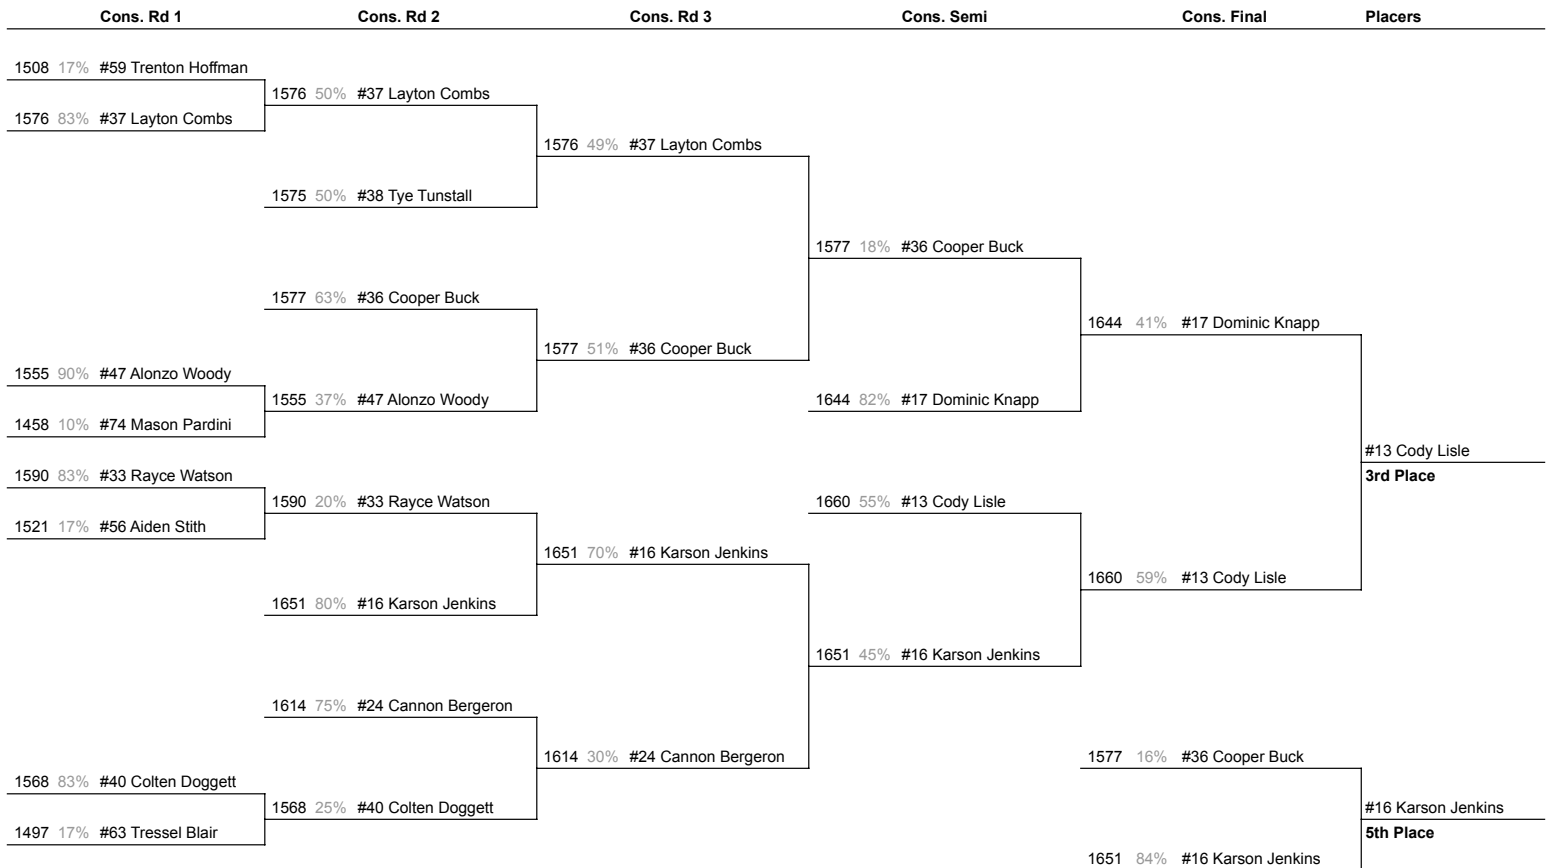 Cons. Rd 1 Cons. Rd 2 Cons. Rd 3 Cons. Semi Cons. Final Placers
1508 17% #59 Trenton Hoffman
1576 50% #37 Layton Combs
1576 83% #37 Layton Combs
1576 49% #37 Layton Combs
1575 50% #38 Tye Tunstall
1577 18% #36 Cooper Buck
1577 63% #36 Cooper Buck
1644 41% #17 Dominic Knapp
1577 51% #36 Cooper Buck
1555 90% #47 Alonzo Woody
1555 37% #47 Alonzo Woody 1644 82% #17 Dominic Knapp
1458 10% #74 Mason Pardini
#13 Cody Lisle
1590 83% #33 Rayce Watson 3rd Place
1590 20% #33 Rayce Watson 1660 55% #13 Cody Lisle
1521 17% #56 Aiden Stith
1651 70% #16 Karson Jenkins
1660 59% #13 Cody Lisle
1651 80% #16 Karson Jenkins
1651 45% #16 Karson Jenkins
1614 75% #24 Cannon Bergeron
1614 30% #24 Cannon Bergeron 1577 16% #36 Cooper Buck
1568 83% #40 Colten Doggett
1568 25% #40 Colten Doggett #16 Karson Jenkins
1497 17% #63 Tressel Blair 5th Place
1651 84% #16 Karson Jenkins